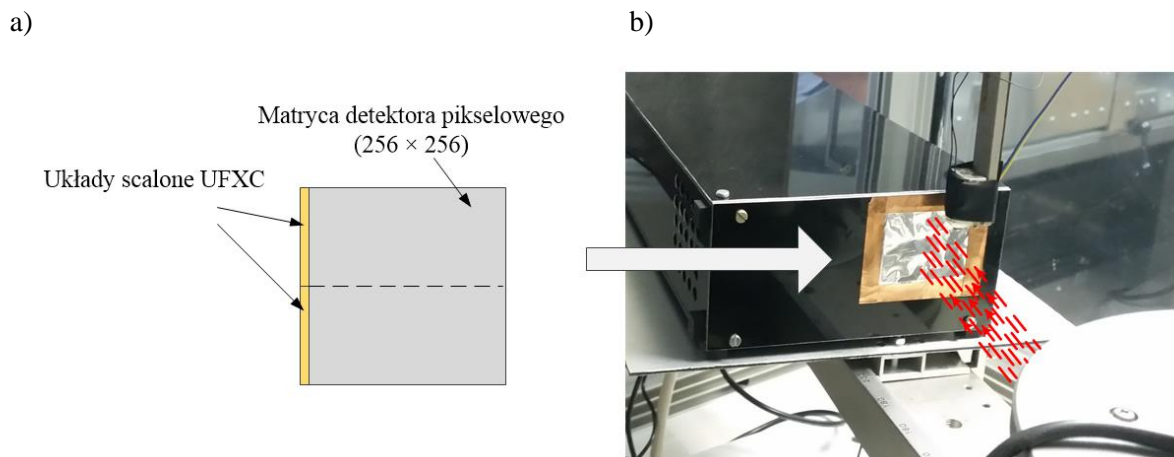 a)
b)
Matryca detektora pikselowego
(256 × 256)
Układy scalone UFXC